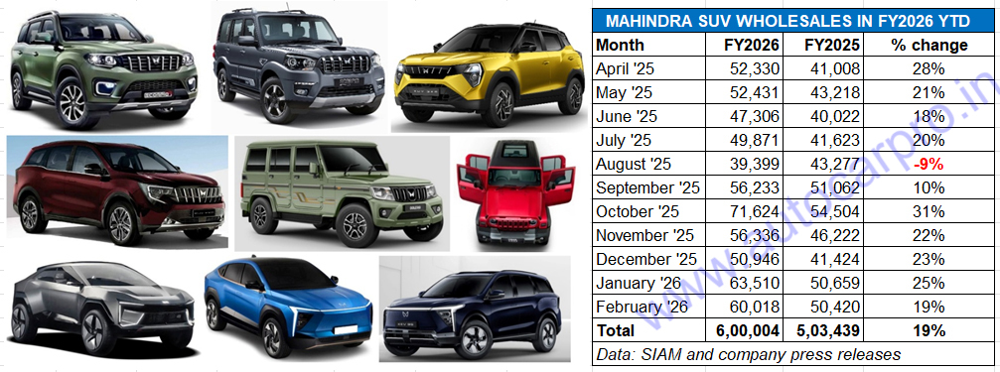 MAHINDRA SUV WHOLESALES IN FY2026 YTD
Month FY2026 FY2025 % change
April '25 52,330 41,008 28%
May '25 52,431 43,218 21%
June '25 47,306 40,022 18%
July '25 49,871 41,623 20%
August '25 39,399 43,277 -9%
September '25 56,233 51,062 10%
October '25 71,624 54,504 31%
November '25 56,336 46,222 22%
December '25 50,946 41,424 23%
January '26 63,510 50,659 25%
February '26 60,018 50,420 19%
Total 6,00,004 5,03,439 19%
Data: SIAM and company press releases
www.autocarpro.in